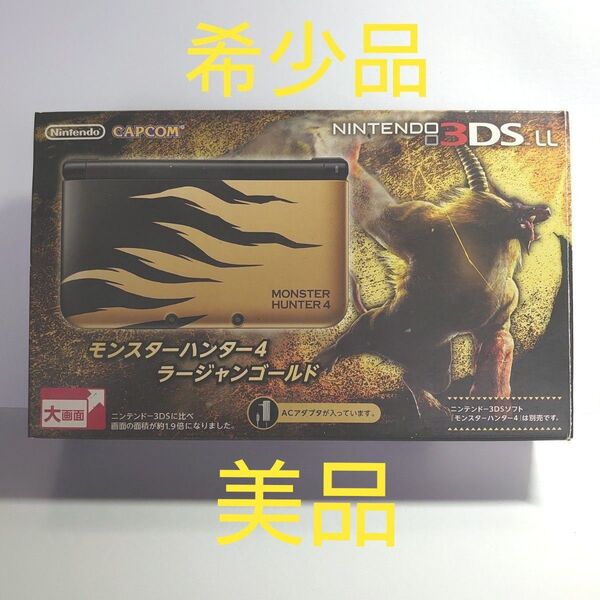 希少品
Nintendo CAPCOM
NINTENDO 3DS LL
MONSTER
HUNTER 4
モンスターハンター4
ラージャンゴールド
大画面
ニンテンドー3DSに比べ
画面の面積が約1.9倍になりました。
ACアダプタが入っています。
ニンテンドー3DSソフト
「モンスターハンター4」は別売です。
美品